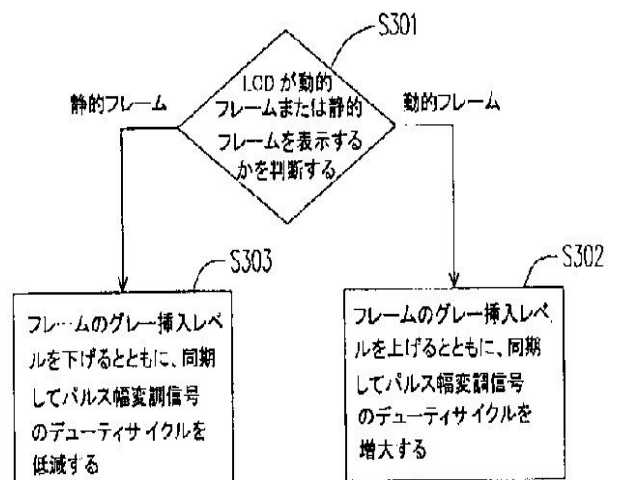 S301
LCDが動的
フレームまたは静的
フレームを表示する
かを判断する
静的フレーム
動的フレーム
S303
フレームのグレー挿入レベ
ルを下げるとともに、同期
してパルス幅変調信号
のデューティサイクルを
低減する
S302
フレームのグレー挿入レベ
ルを上げるとともに、同期
してパルス幅変調信号
のデューティサイクルを
増大する